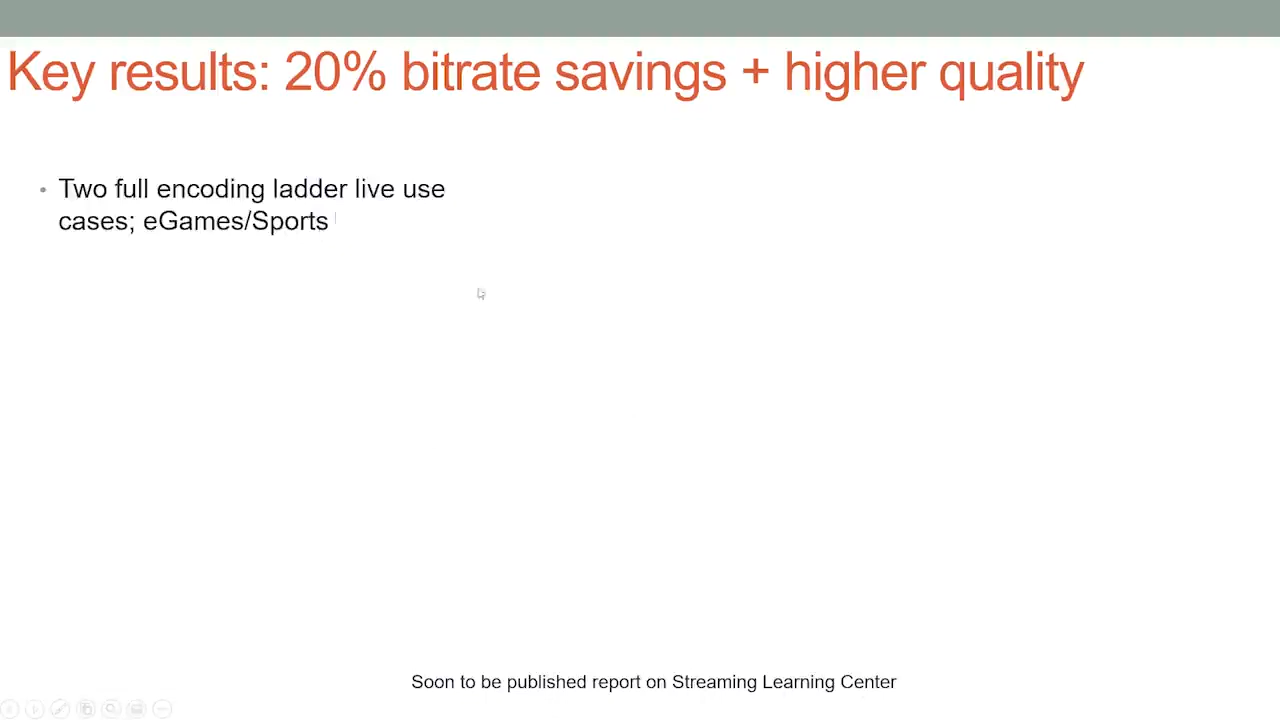 Key results: 20% bitrate savings + higher quality
• Two full encoding ladder live use
cases; eGames/Sports
Soon to be published report on Streaming Learning Center